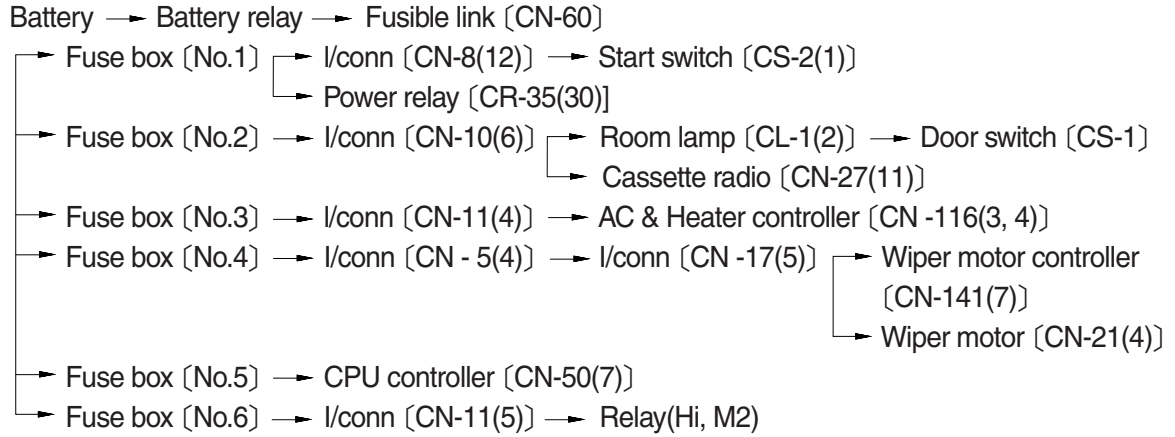 Battery → Battery relay → Fusible link〔CN-60〕
Fuse box〔No.1〕 I/conn〔CN-8(12)〕 → Start switch〔CS-2(1)〕
Power relay〔CR-35(30)]
Fuse box〔No.2〕 → I/conn〔CN-10(6)〕 Room lamp〔CL-1(2)〕 → Door switch〔CS-1〕
Cassette radio〔CN-27(11)〕
Fuse box〔No.3〕 → I/conn〔CN-11(4)〕 → AC & Heater controller〔CN -116(3, 4)〕
Fuse box〔No.4〕 → I/conn〔CN - 5(4)〕 → I/conn〔CN -17(5)〕 Wiper motor controller
〔CN-141(7)〕
Wiper motor〔CN-21(4)〕
Fuse box〔No.5〕 → CPU controller〔CN-50(7)〕
Fuse box〔No.6〕 → I/conn〔CN-11(5)〕 → Relay(Hi, M2)